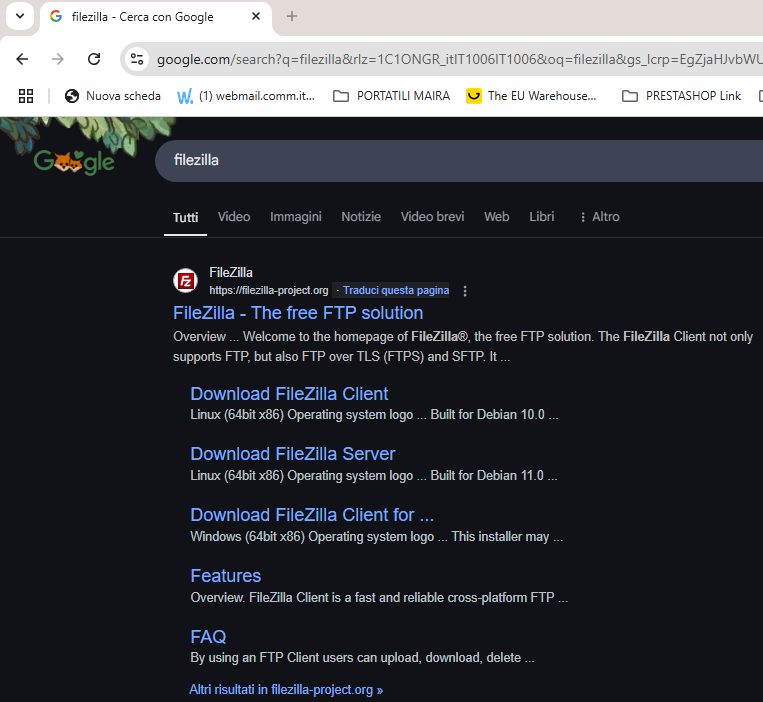 filezilla - Cerca con Google
google.com/search?q=filezilla&rlz=1C1ONGR_itIT1006IT1006&oq=filezilla&gs_lcrp=EgZjaHJvbWU
Nuova scheda
(1) webmail.comm.it...
PORTATILI MAIRA
The EU Warehouse...
PRESTASHOP Link
Google
filezilla
Tutti Video Immagini Notizie Video brevi Web Libri Altro
FileZilla
https://filezilla-project.org · Traduci questa pagina
FileZilla - The free FTP solution
Overview ... Welcome to the homepage of FileZilla®, the free FTP solution. The FileZilla Client not only
supports FTP, but also FTP over TLS (FTPS) and SFTP. It ...
Download FileZilla Client
Linux (64bit x86) Operating system logo ... Built for Debian 10.0 ...
Download FileZilla Server
Linux (64bit x86) Operating system logo ... Built for Debian 11.0 ...
Download FileZilla Client for ...
Windows (64bit x86) Operating system logo ... This installer may ...
Features
Overview. FileZilla Client is a fast and reliable cross-platform FTP ...
FAQ
By using an FTP Client users can upload, download, delete ...
Altri risultati in filezilla-project.org »